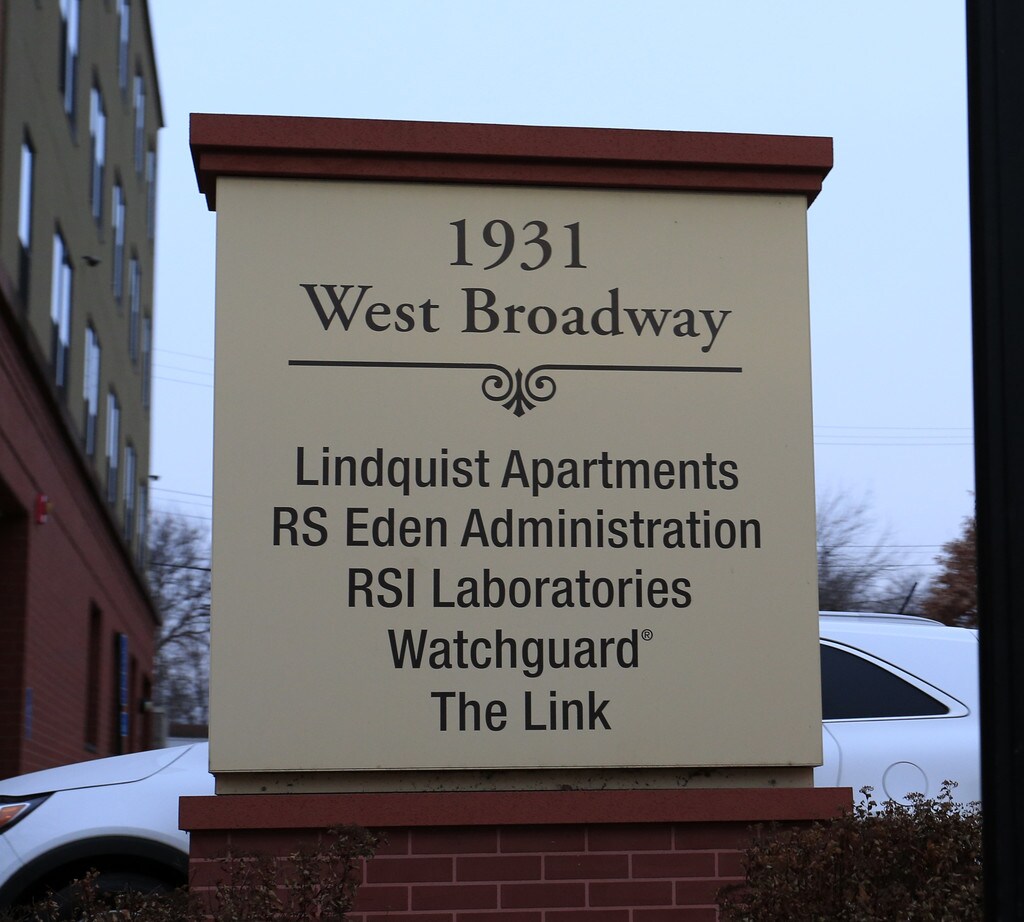 1931
West Broadway
Lindquist Apartments
RS Eden Administration
RSI Laboratories
Watchguard®
The Link